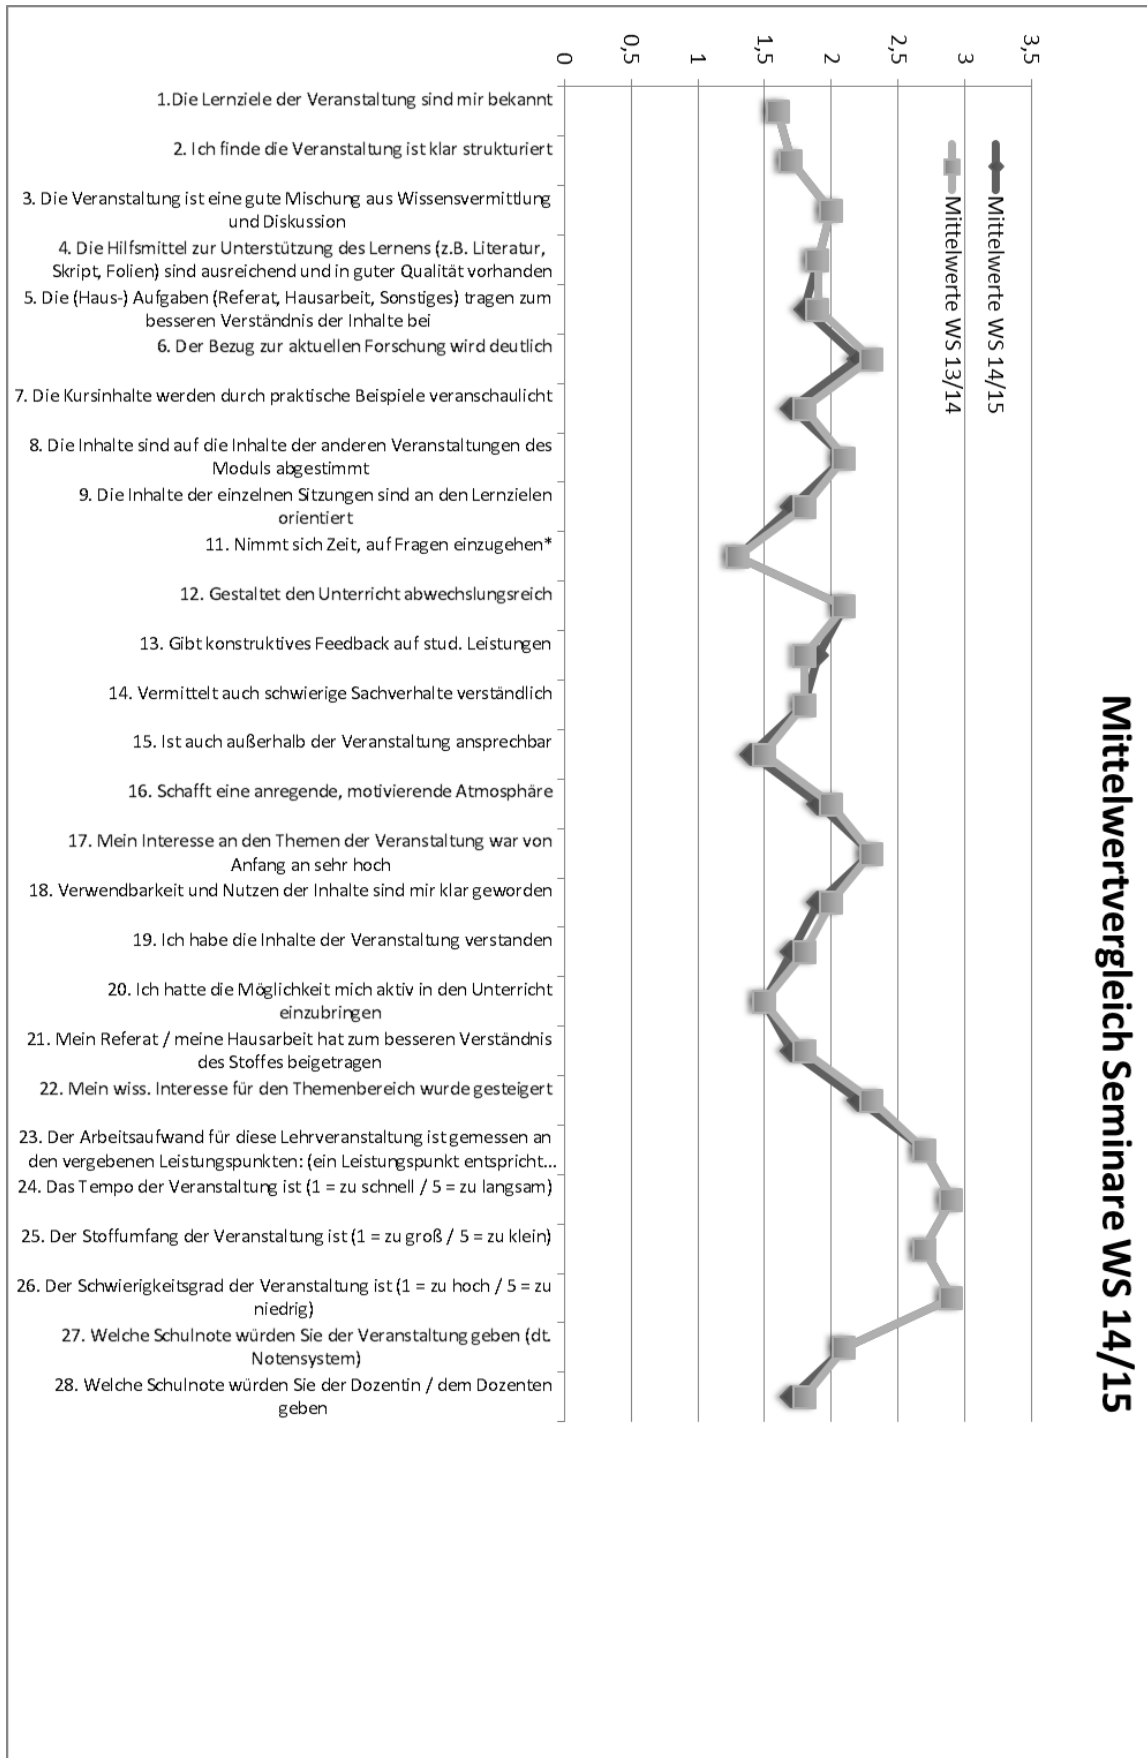 Mittelwertvergleich Seminare WS 14/15
Mittelwerte WS 14/15
Mittelwerte WS 13/14
0
0,5
1
1,5
2
2,5
3
3,5
1.Die Lernziele der Veranstaltung sind mir bekannt
2. Ich finde die Veranstaltung ist klar strukturiert
3. Die Veranstaltung ist eine gute Mischung aus Wissensvermittlung
und Diskussion
4. Die Hilfsmittel zur Unterstützung des Lernens (z.B. Literatur,
Skript, Folien) sind ausreichend und in guter Qualität vorhanden
5. Die (Haus-) Aufgaben (Referat, Hausarbeit, Sonstiges) tragen zum
besseren Verständnis der Inhalte bei
6. Der Bezug zur aktuellen Forschung wird deutlich
7. Die Kursinhalte werden durch praktische Beispiele veranschaulicht
8. Die Inhalte sind auf die Inhalte der anderen Veranstaltungen des
Moduls abgestimmt
9. Die Inhalte der einzelnen Sitzungen sind an den Lernzielen
orientiert
11. Nimmt sich Zeit, auf Fragen einzugehen*
12. Gestaltet den Unterricht abwechslungsreich
13. Gibt konstruktives Feedback auf stud. Leistungen
14. Vermittelt auch schwierige Sachverhalte verständlich
15. Ist auch außerhalb der Veranstaltung ansprechbar
16. Schafft eine anregende, motivierende Atmosphäre
17. Mein Interesse an den Themen der Veranstaltung war von
Anfang an sehr hoch
18. Verwendbarkeit und Nutzen der Inhalte sind mir klar geworden
19. Ich habe die Inhalte der Veranstaltung verstanden
20. Ich hatte die Möglichkeit mich aktiv in den Unterricht
einzubringen
21. Mein Referat / meine Hausarbeit hat zum besseren Verständnis
des Stoffes beigetragen
22. Mein wiss. Interesse für den Themenbereich wurde gesteigert
23. Der Arbeitsaufwand für diese Lehrveranstaltung ist gemessen an
den vergebenen Leistungspunkten: (ein Leistungspunkt entspricht...
24. Das Tempo der Veranstaltung ist (1 = zu schnell / 5 = zu langsam)
25. Der Stoffumfang der Veranstaltung ist (1 = zu groß / 5 = zu klein)
26. Der Schwierigkeitsgrad der Veranstaltung ist (1 = zu hoch / 5 = zu
niedrig)
27. Welche Schulnote würden Sie der Veranstaltung geben (dt.
Notensystem)
28. Welche Schulnote würden Sie der Dozentin / dem Dozenten
geben